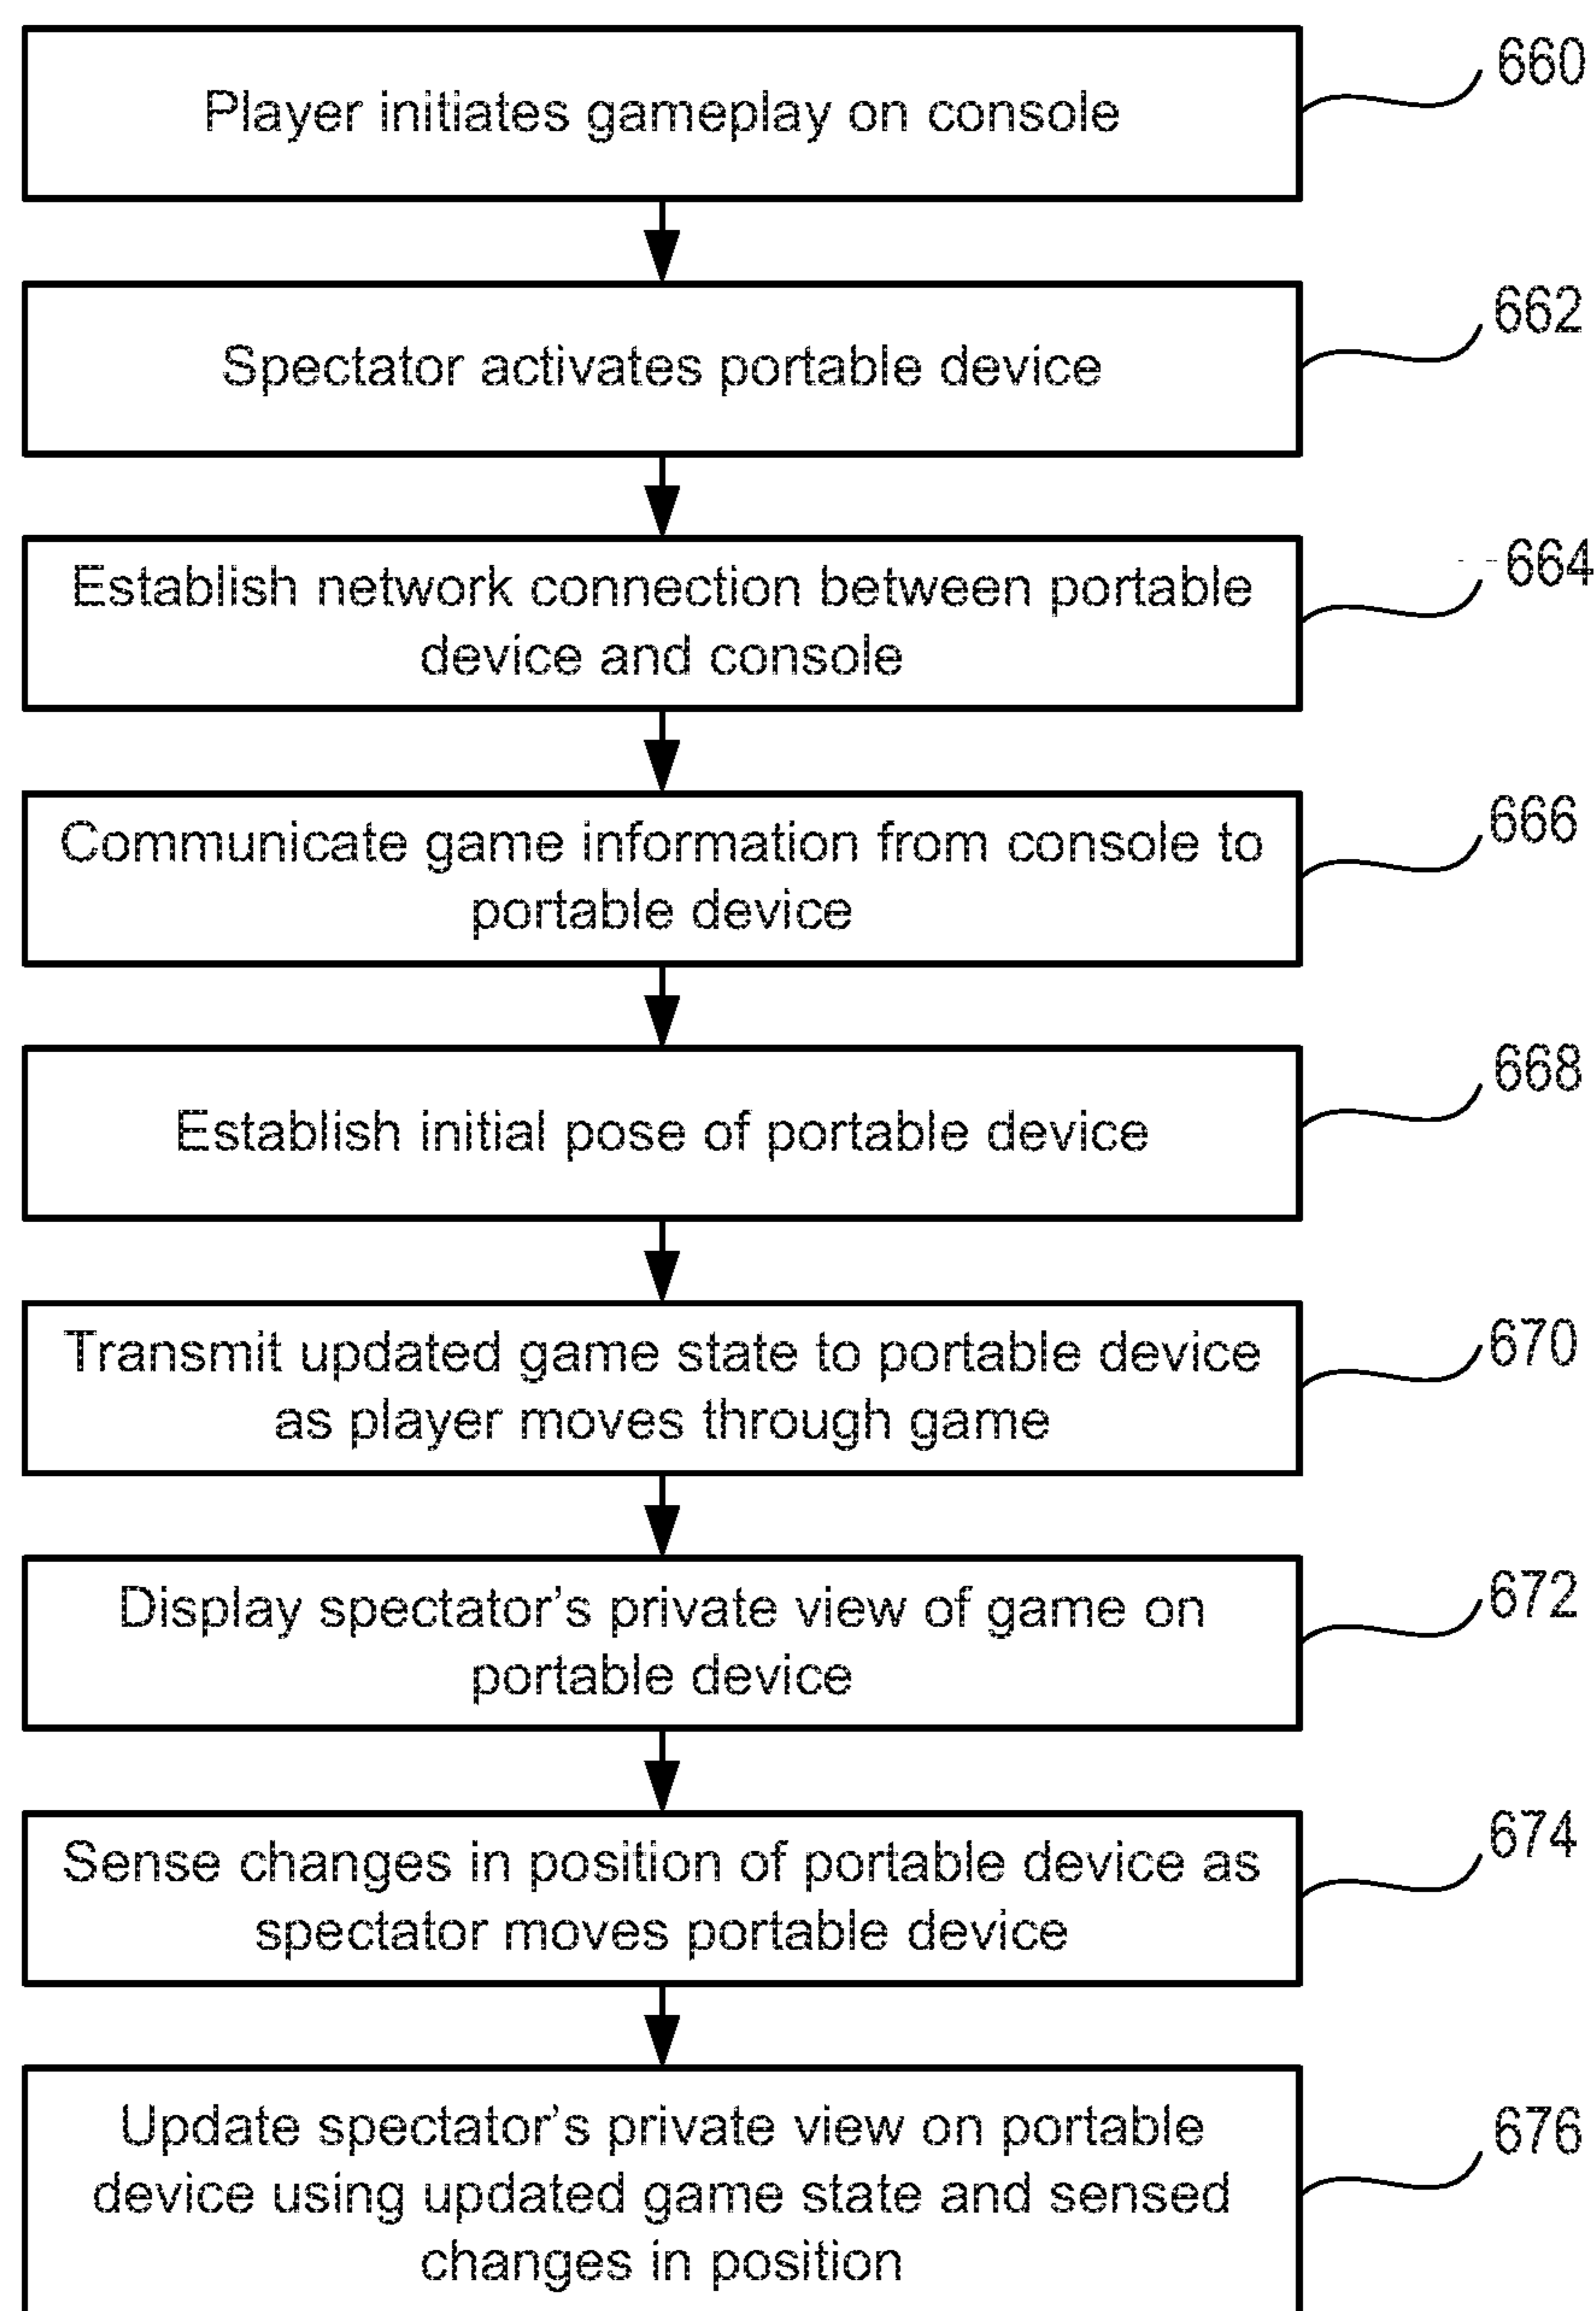 Player initiates gameplay on console
660
Spectator activates portable device
662
Establish network connection between portable
device and console
664
Communicate game information from console to
portable device
666
Establish initial pose of portable device
668
Transmit updated game state to portable device
as player moves through game
670
Display spectator's private view of game on
portable device
672
Sense changes in position of portable device as
spectator moves portable device
674
Update spectator's private view on portable
device using updated game state and sensed
changes in position
676